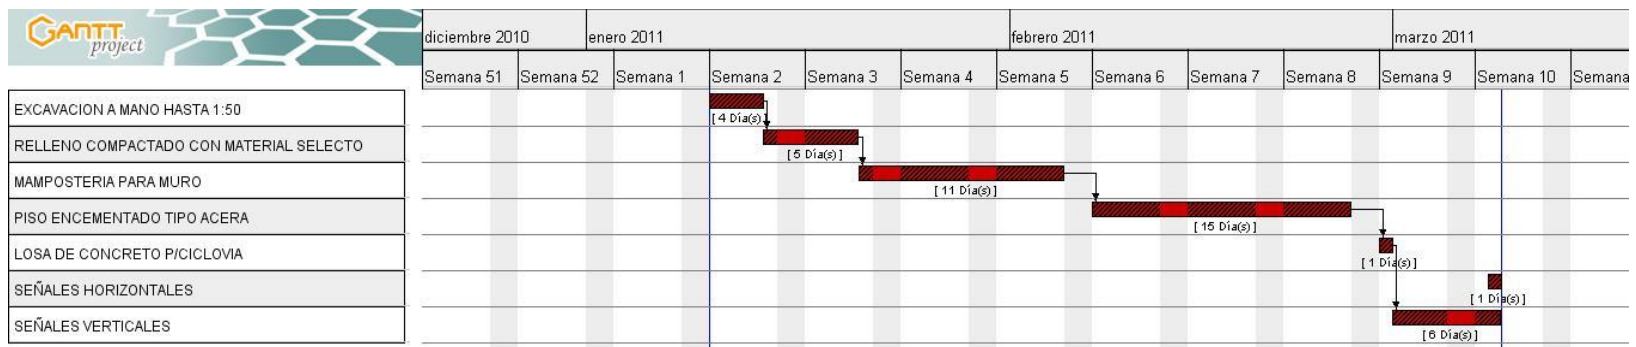 GANTT
project
diciembre 2010 enero 2011 febrero 2011 marzo 2011
Semana 51 Semana 52 Semana 1 Semana 2 Semana 3 Semana 4 Semana 5 Semana 6 Semana 7 Semana 8 Semana 9 Semana 10 Semana
EXCAVACION A MANO HASTA 1:50
[ 4 Día(s) ]
RELLENO COMPACTADO CON MATERIAL SELECTO
[ 5 Día(s) ]
MAMPOSTERIA PARA MURO
[ 11 Día(s) ]
PISO ENCEMENTADO TIPO ACERA
[ 15 Día(s) ]
LOSA DE CONCRETO P/CICLOVIA
[ 1 Día(s) ]
SEÑALES HORIZONTALES
[ 1 Día(s) ]
SEÑALES VERTICALES
[ 6 Día(s) ]